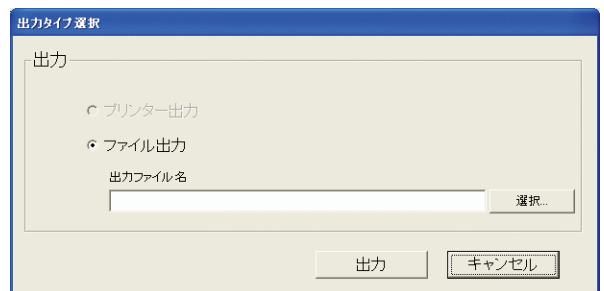 出力タイプ選択
出力
プリンター出力
ファイル出力
出力ファイル名
選択...
出力
キャンセル